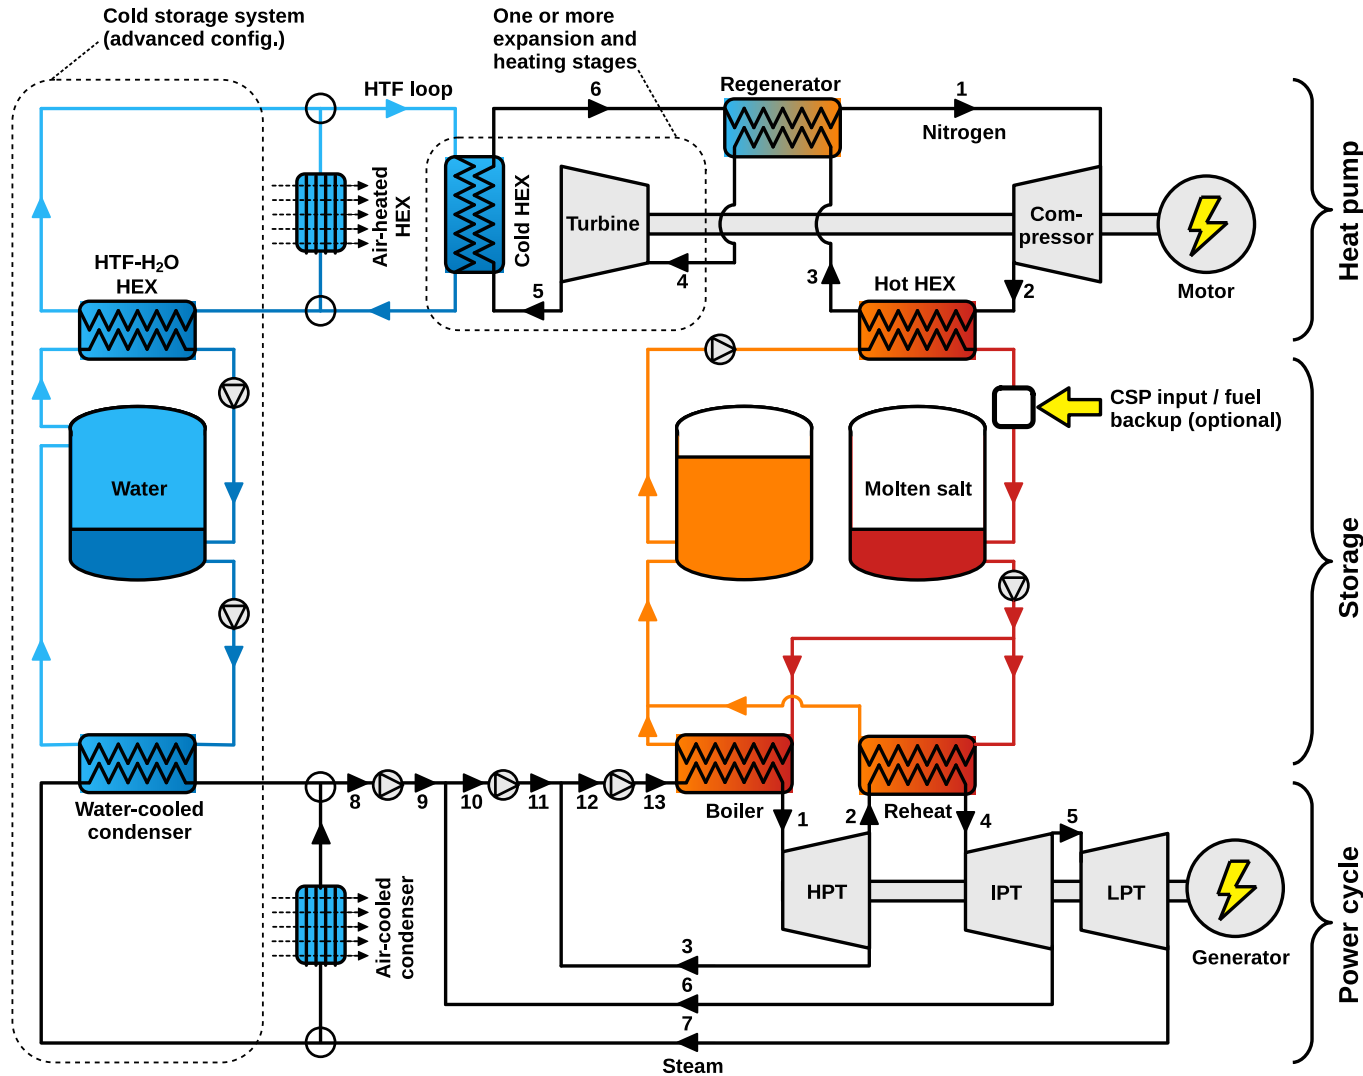 Cold storage system
(advanced config.)
One or more
expansion and
heating stages
HTF loop
6
Regenerator
1
Nitrogen
Air-heated
HEX
Cold HEX
Turbine
Com-
pressor
Motor
Heat pump
HTF-H₂O
HEX
5
4
3
Hot HEX
2
CSP input / fuel
backup (optional)
Water
Molten salt
Storage
Water-cooled
condenser
8
9
10
11
12
13
Boiler
1
2
Reheat
4
5
HPT
IPT
LPT
Generator
Power cycle
Air-cooled
condenser
3
6
7
Steam